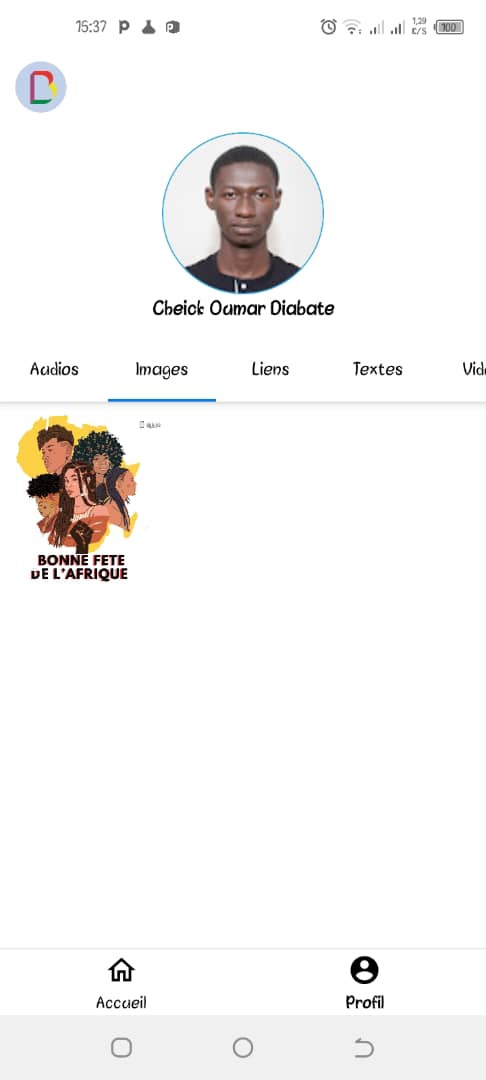 15:37
1,29
K/S
100
Cheick Oumar Diabate
Audios
Images
Liens
Textes
Vid
BONNE FETE
DE L'AFRIQUE
Accueil
Profil